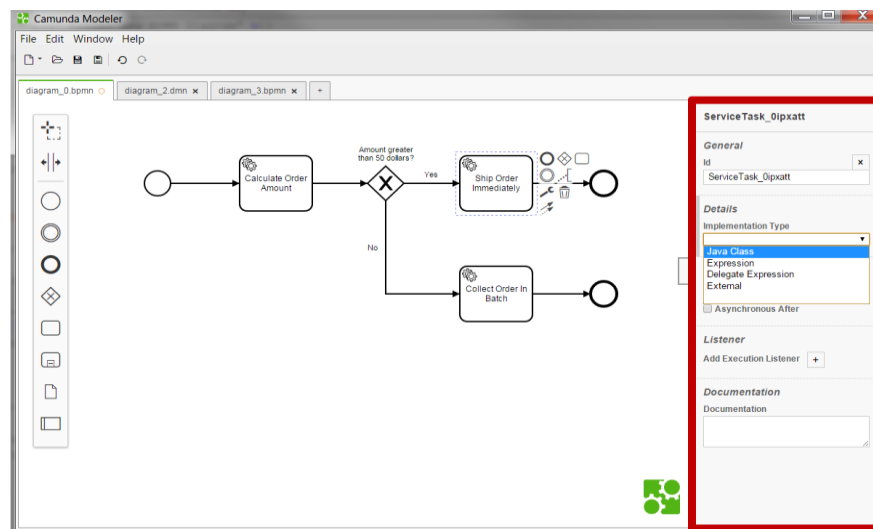 Camunda Modeler
File Edit Window Help
diagram_0.bpmn
diagram_2.dmn x
diagram_3.bpmn x
+
Calculate Order
Amount
Amount greater
than 50 dollars?
Yes
No
Ship Order
Immediately
Collect Order In
Batch
ServiceTask_0ipxatt
General
Id
ServiceTask_0ipxatt
x
Details
Implementation Type
Java Class
Expression
Delegate Expression
External
Asynchronous After
Listener
Add Execution Listener +
Documentation
Documentation